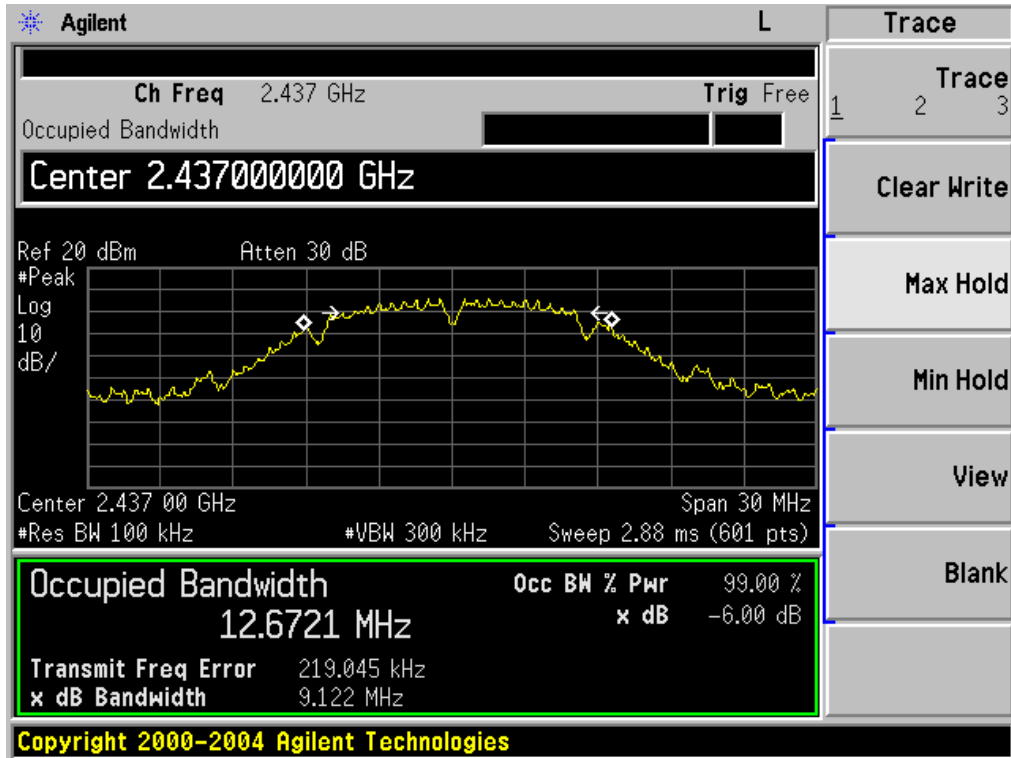 Agilent L
Ch Freq 2.437 GHz Trig Free
Occupied Bandwidth
Center 2.437000000 GHz
Ref 20 dBm Atten 30 dB
#Peak
Log
10
dB/
Center 2.437 00 GHz Span 30 MHz
#Res BW 100 kHz #VBW 300 kHz Sweep 2.88 ms (601 pts)
Occupied Bandwidth Occ BW % Pwr 99.00 %
12.6721 MHz x dB -6.00 dB
Transmit Freq Error 219.045 kHz
x dB Bandwidth 9.122 MHz
Copyright 2000-2004 Agilent Technologies
Trace
Trace
1 2 3
Clear Write
Max Hold
Min Hold
View
Blank